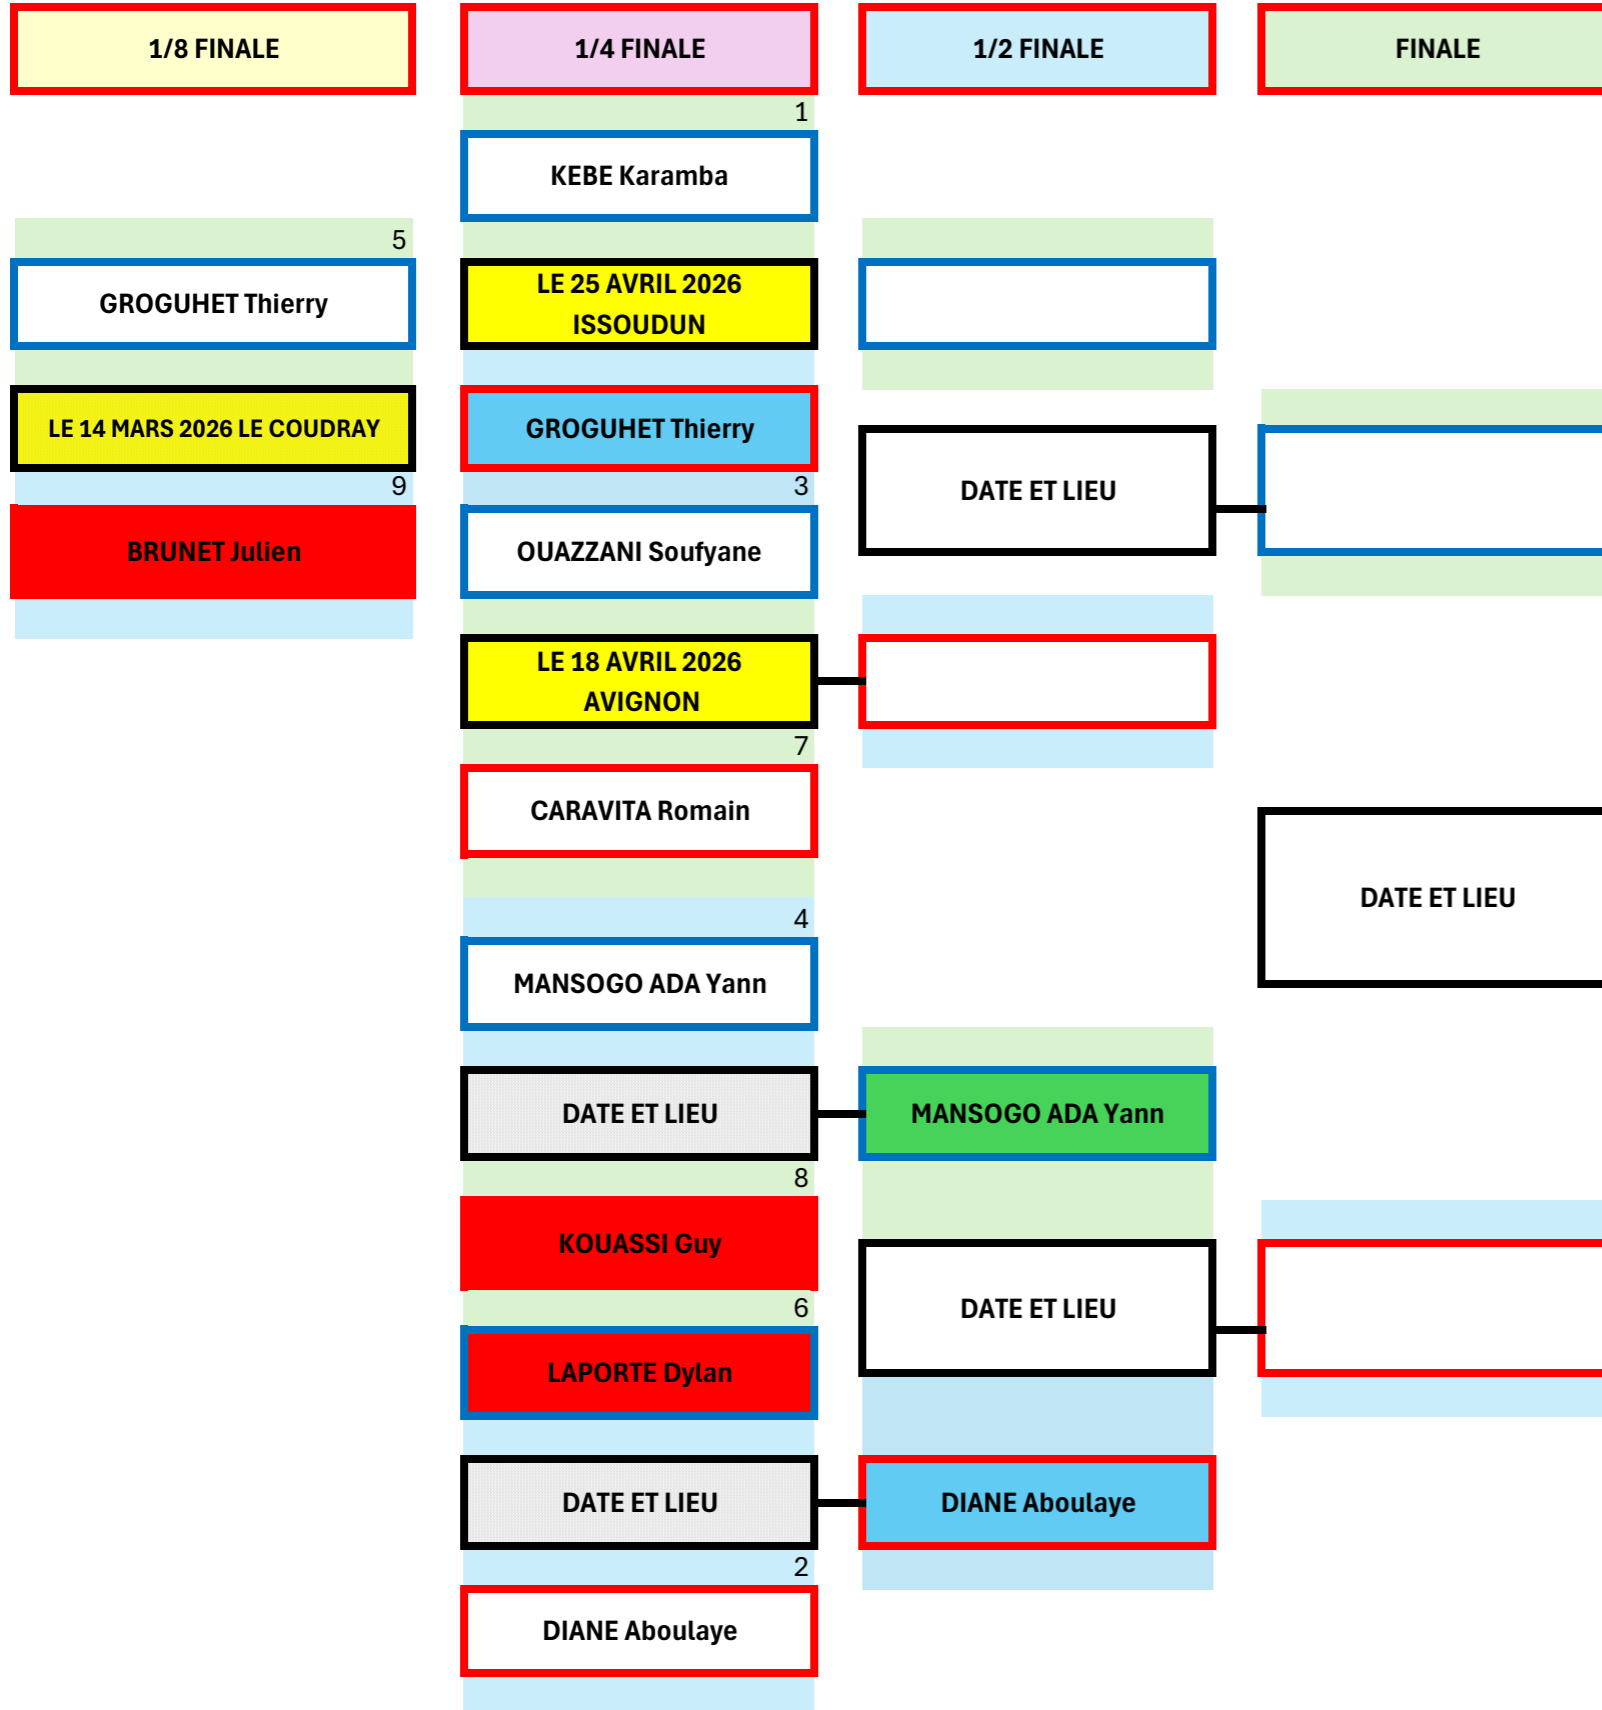 1/8 FINALE
1/4 FINALE
1/2 FINALE
FINALE
1
KEBE Karamba
5
GROGUHET Thierry
LE 25 AVRIL 2026
ISSOUDUN
LE 14 MARS 2026 LE COUDRAY
GROGUHET Thierry
9
3
DATE ET LIEU
BRUNET Julien
OUAZZANI Soufyane
LE 18 AVRIL 2026
AVIGNON
7
CARAVITA Romain
DATE ET LIEU
4
MANSOGO ADA Yann
DATE ET LIEU
MANSOGO ADA Yann
8
KOUASSI Guy
6
DATE ET LIEU
LAPORTE Dylan
DATE ET LIEU
DIANE Aboulaye
2
DIANE Aboulaye